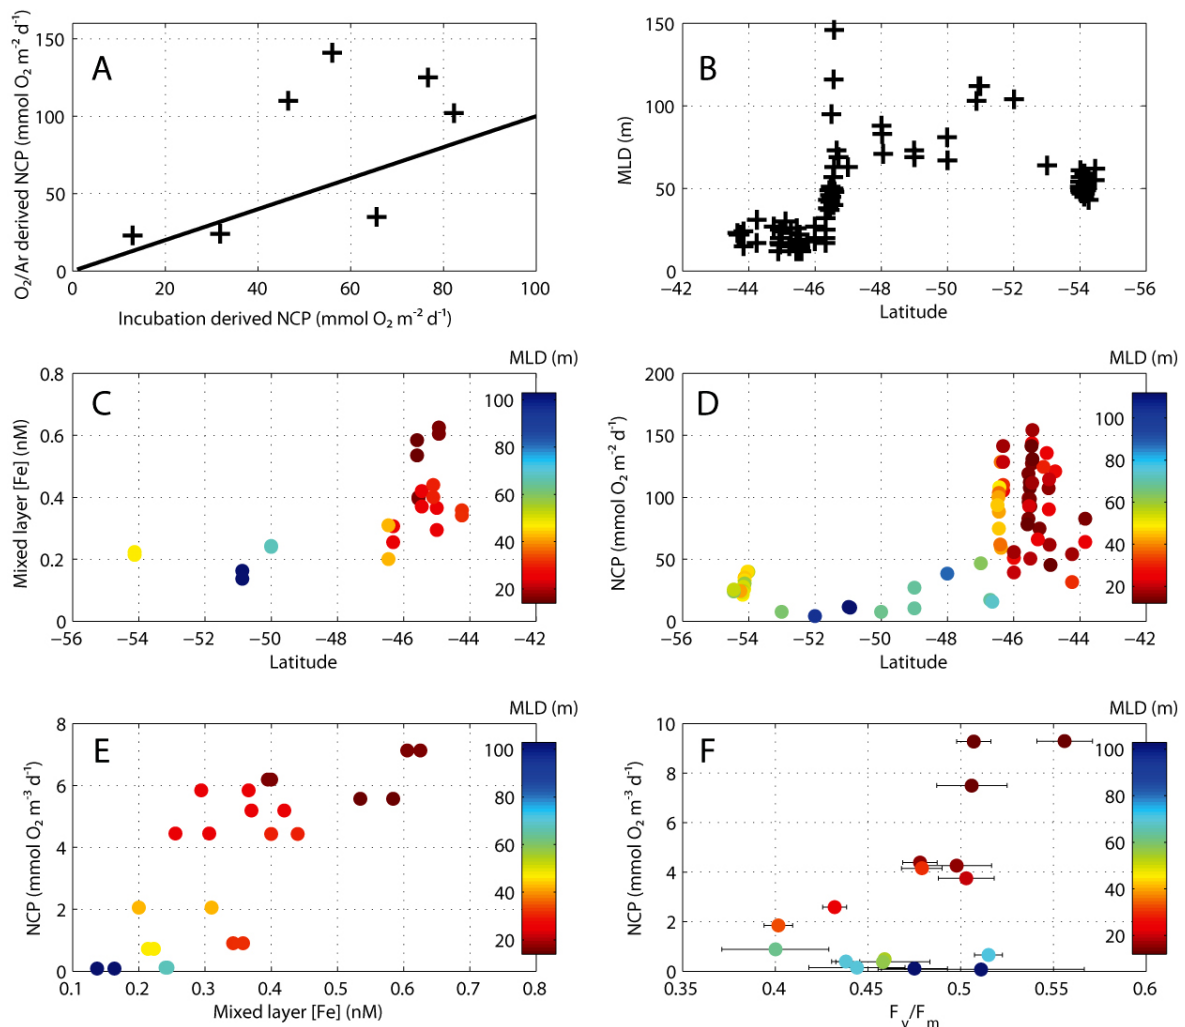 A
O₂/Ar derived NCP (mmol O₂ m⁻² d⁻¹)
150
100
50
0
0 20 40 60 80 100
Incubation derived NCP (mmol O₂ m⁻² d⁻¹)
B
MLD (m)
150
100
50
0
−42 −44 −46 −48 −50 −52 −54 −56
Latitude
C
Mixed layer [Fe] (nM)
0.8
0.6
0.4
0.2
0
−56 −54 −52 −50 −48 −46 −44 −42
Latitude
MLD (m)
100
80
60
40
20
D
NCP (mmol O₂ m⁻² d⁻¹)
200
150
100
50
0
−56 −54 −52 −50 −48 −46 −44 −42
Latitude
MLD (m)
100
80
60
40
20
E
NCP (mmol O₂ m⁻³ d⁻¹)
8
6
4
2
0
0.1 0.2 0.3 0.4 0.5 0.6 0.7 0.8
Mixed layer [Fe] (nM)
MLD (m)
100
80
60
40
20
F
NCP (mmol O₂ m⁻³ d⁻¹)
10
8
6
4
2
0
0.35 0.4 0.45 0.5 0.55 0.6
Fᵥ/Fₘ
MLD (m)
100
80
60
40
20